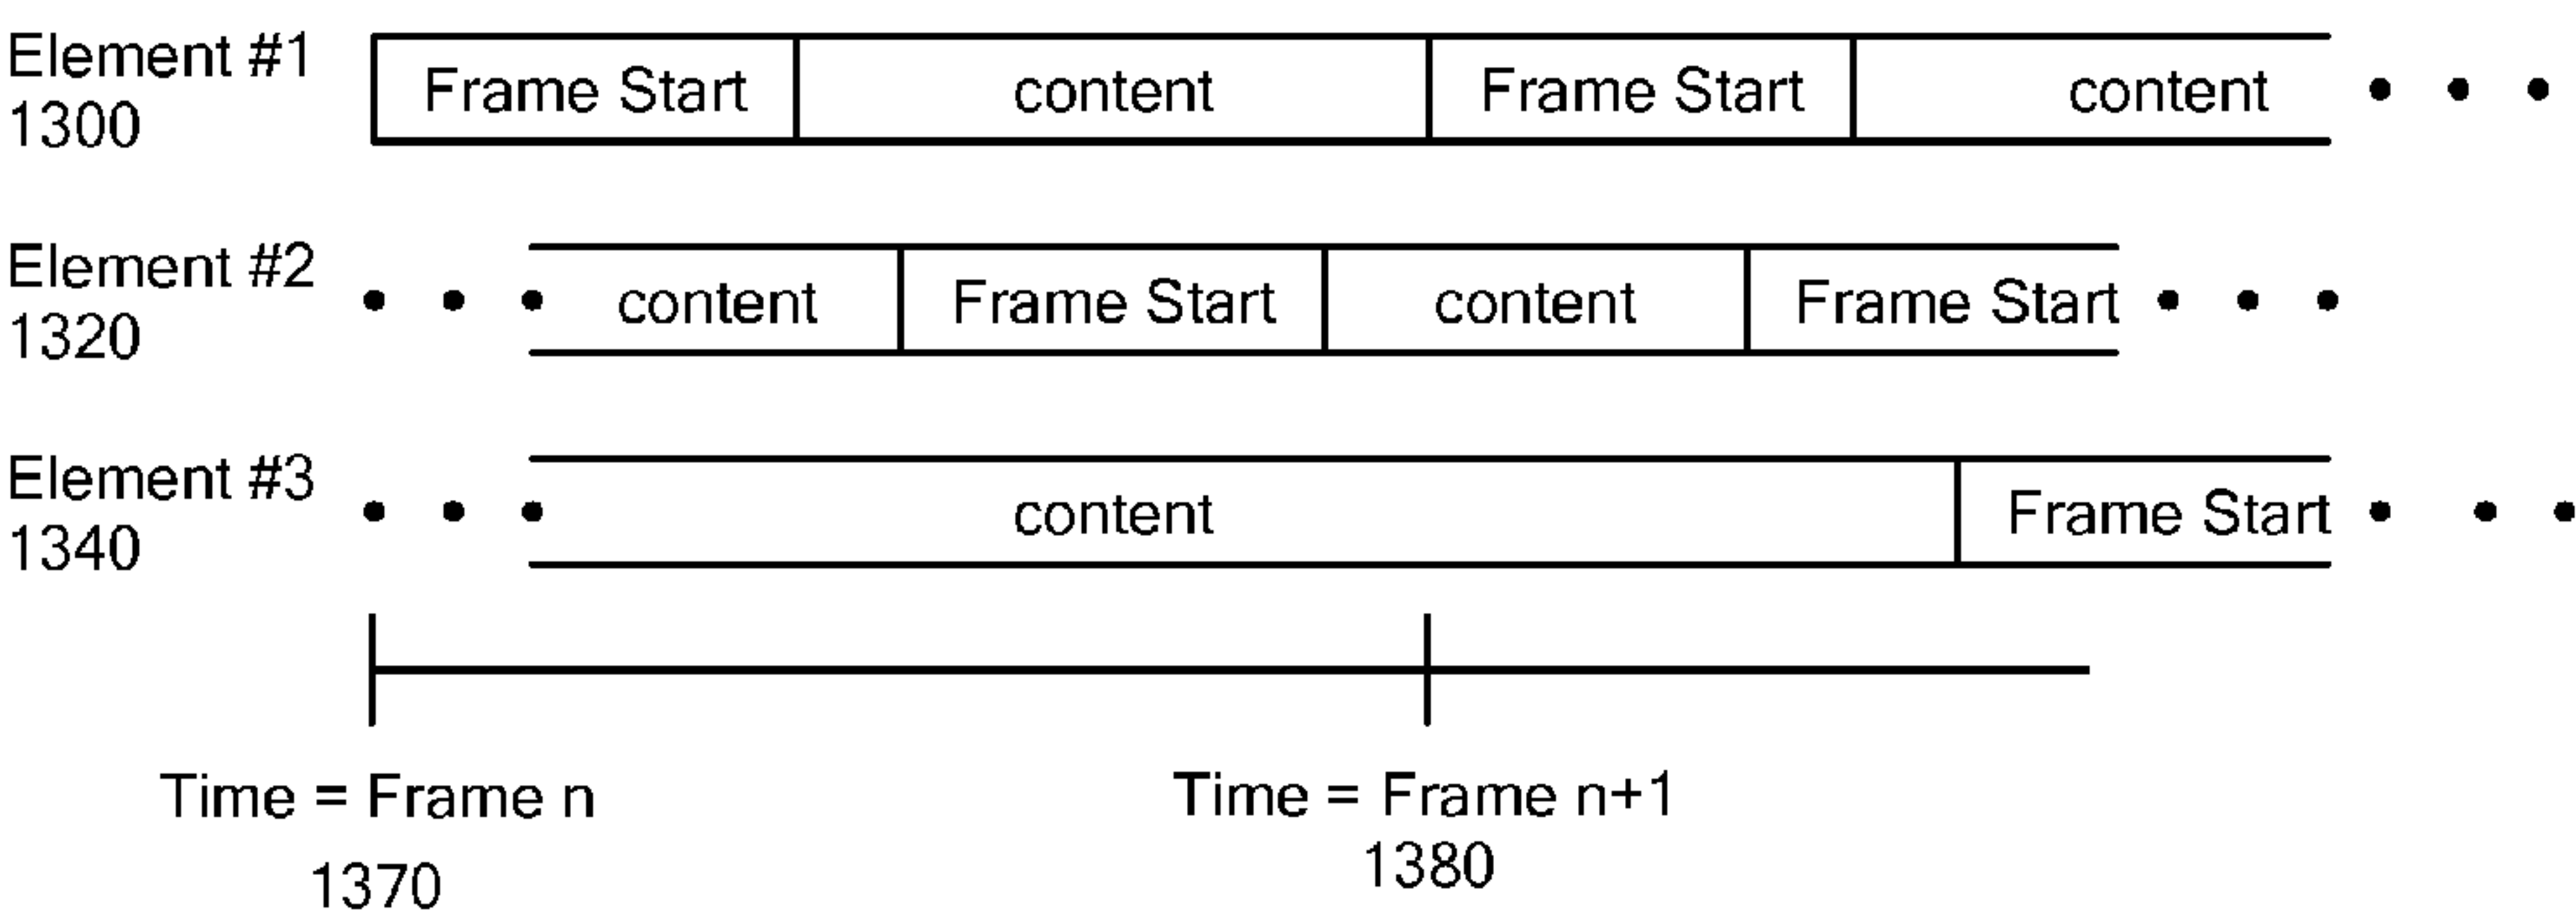 Element #1
1300
Frame Start content Frame Start content
Element #2
1320
content Frame Start content Frame Start
Element #3
1340
content Frame Start
Time = Frame n
1370
Time = Frame n+1
1380